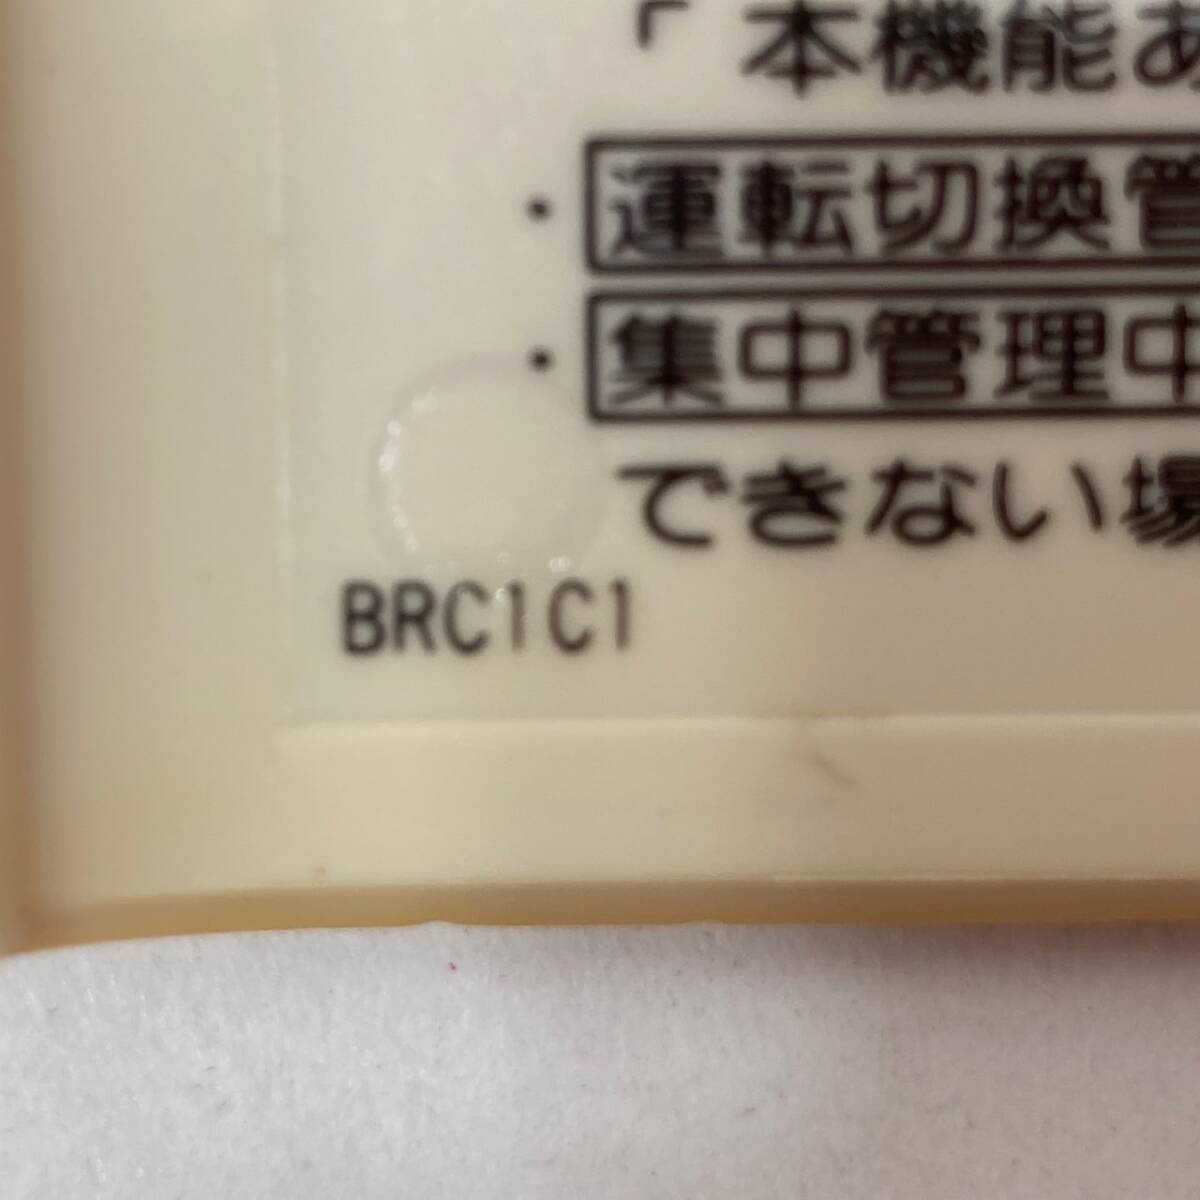 「本機能あ
・運転切換管
・集中管理中
できない場
BRC1C1